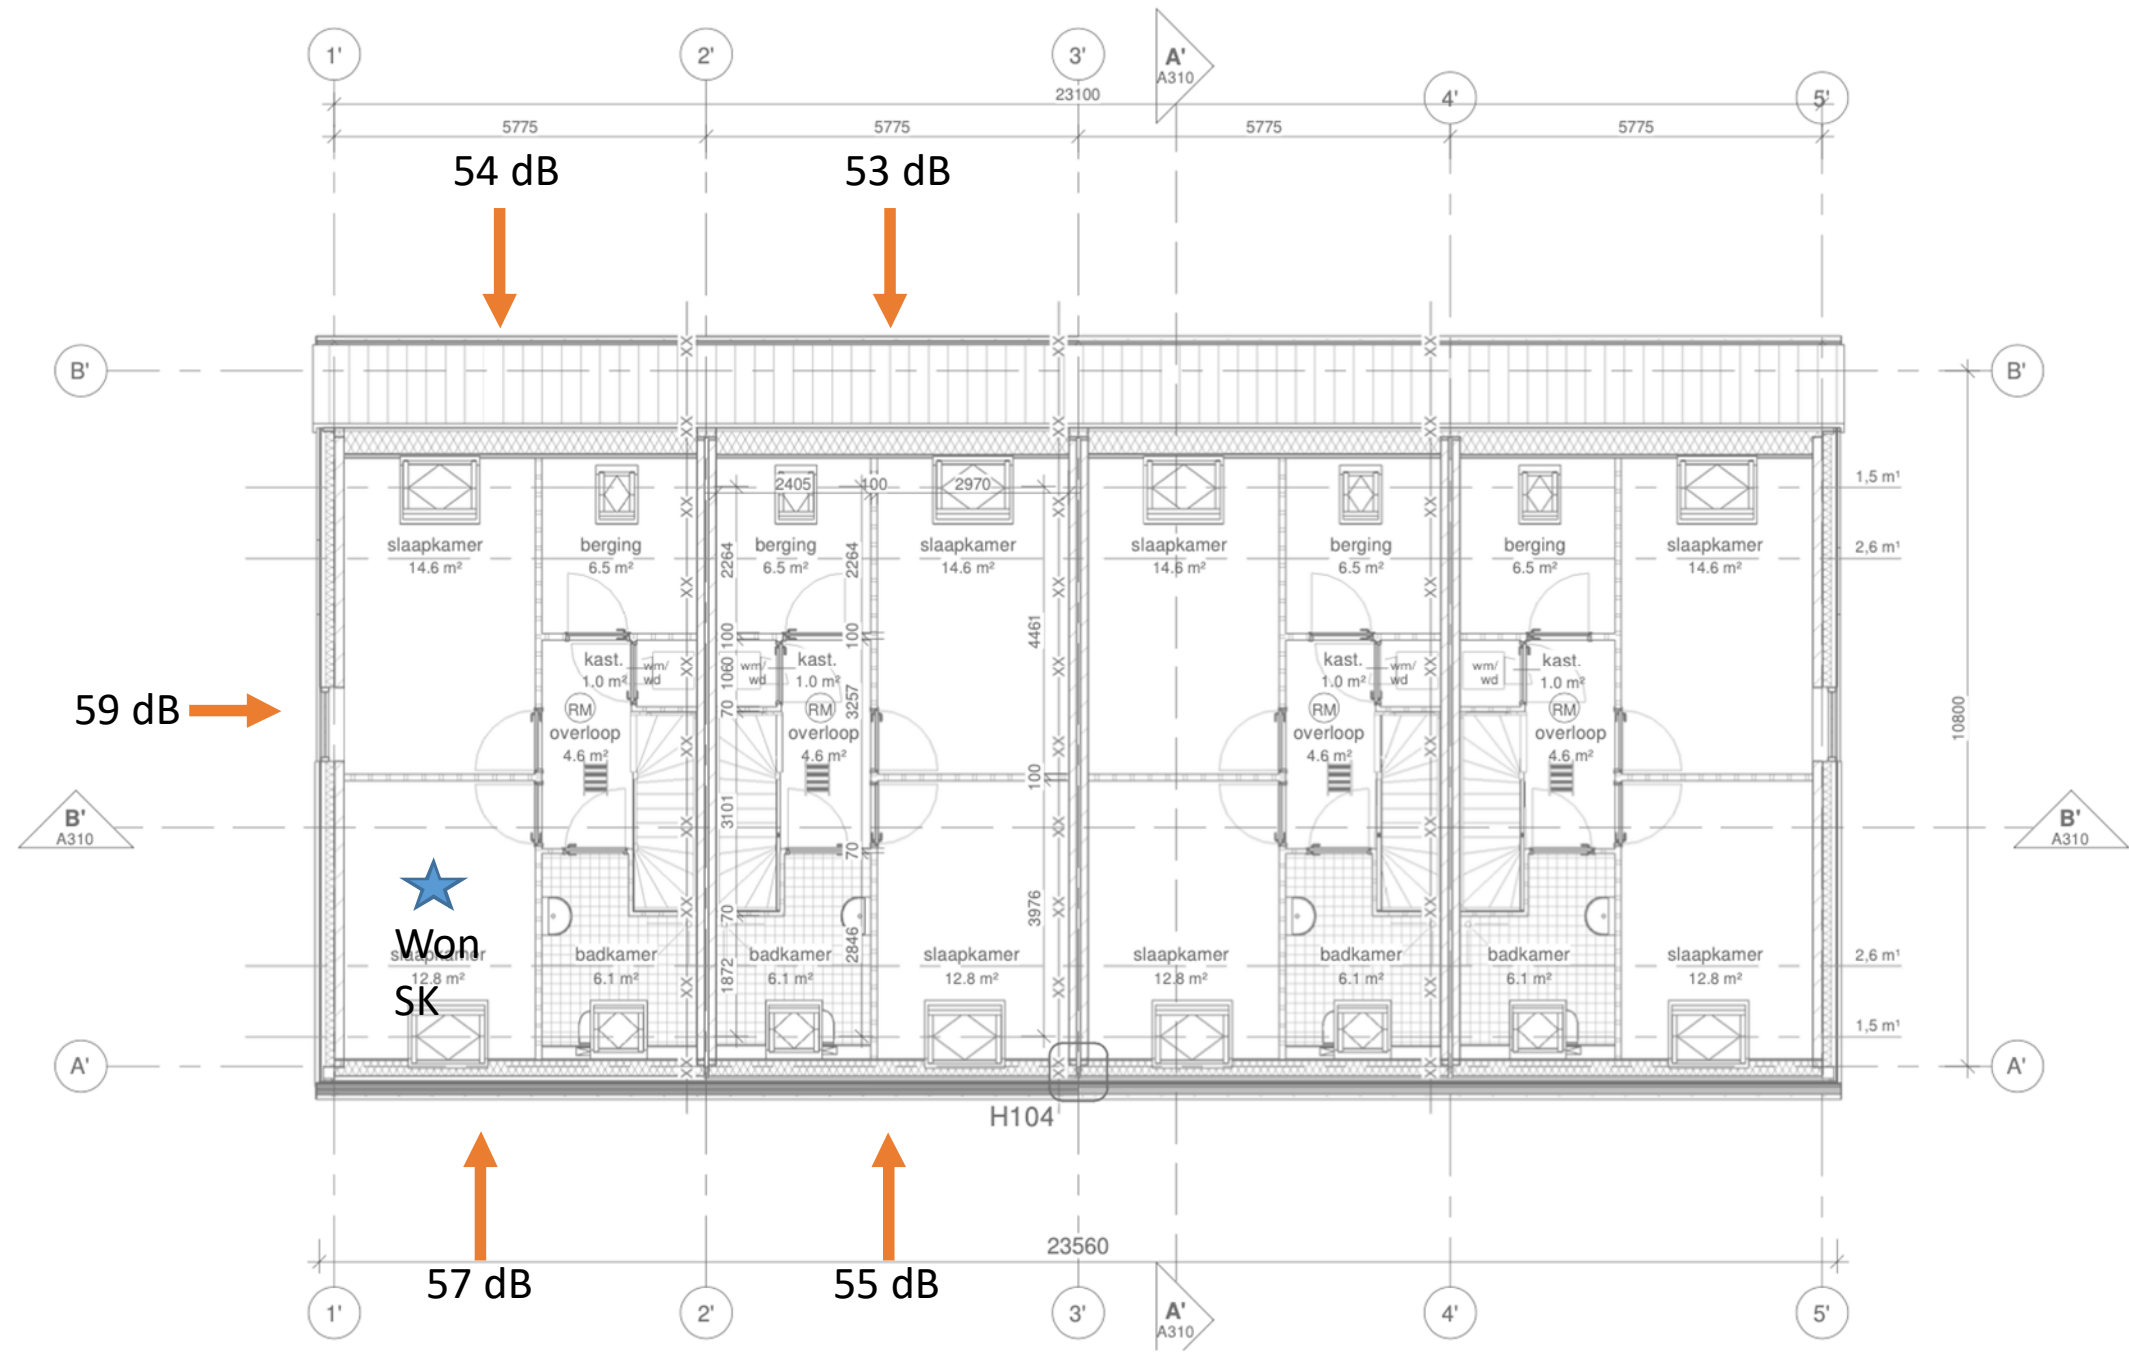 1'
2'
3'
A'
A310
4'
5'
23100
5775
5775
5775
5775
54 dB
53 dB
B'
B'
2405
100
2970
1,5 m¹
slaapkamer
14.6 m²
berging
6.5 m²
berging
6.5 m²
slaapkamer
14.6 m²
slaapkamer
14.6 m²
berging
6.5 m²
berging
6.5 m²
slaapkamer
14.6 m²
2,6 m¹
2264
2264
100
100
4461
kast.
1.0 m²
wm/
wd
wm/
wd
kast.
1.0 m²
kast.
1.0 m²
wm/
wd
wm/
wd
kast.
1.0 m²
1060
3257
70
59 dB
RM
overloop
4.6 m²
RM
overloop
4.6 m²
RM
overloop
4.6 m²
RM
overloop
4.6 m²
10800
100
3101
70
B'
A310
B'
A310
Won
SK
70
3976
2846
1872
slaapkamer
12.8 m²
badkamer
6.1 m²
badkamer
6.1 m²
slaapkamer
12.8 m²
slaapkamer
12.8 m²
badkamer
6.1 m²
badkamer
6.1 m²
slaapkamer
12.8 m²
2,6 m¹
1,5 m¹
A'
A'
H104
23560
57 dB
55 dB
1'
2'
3'
A'
A310
4'
5'